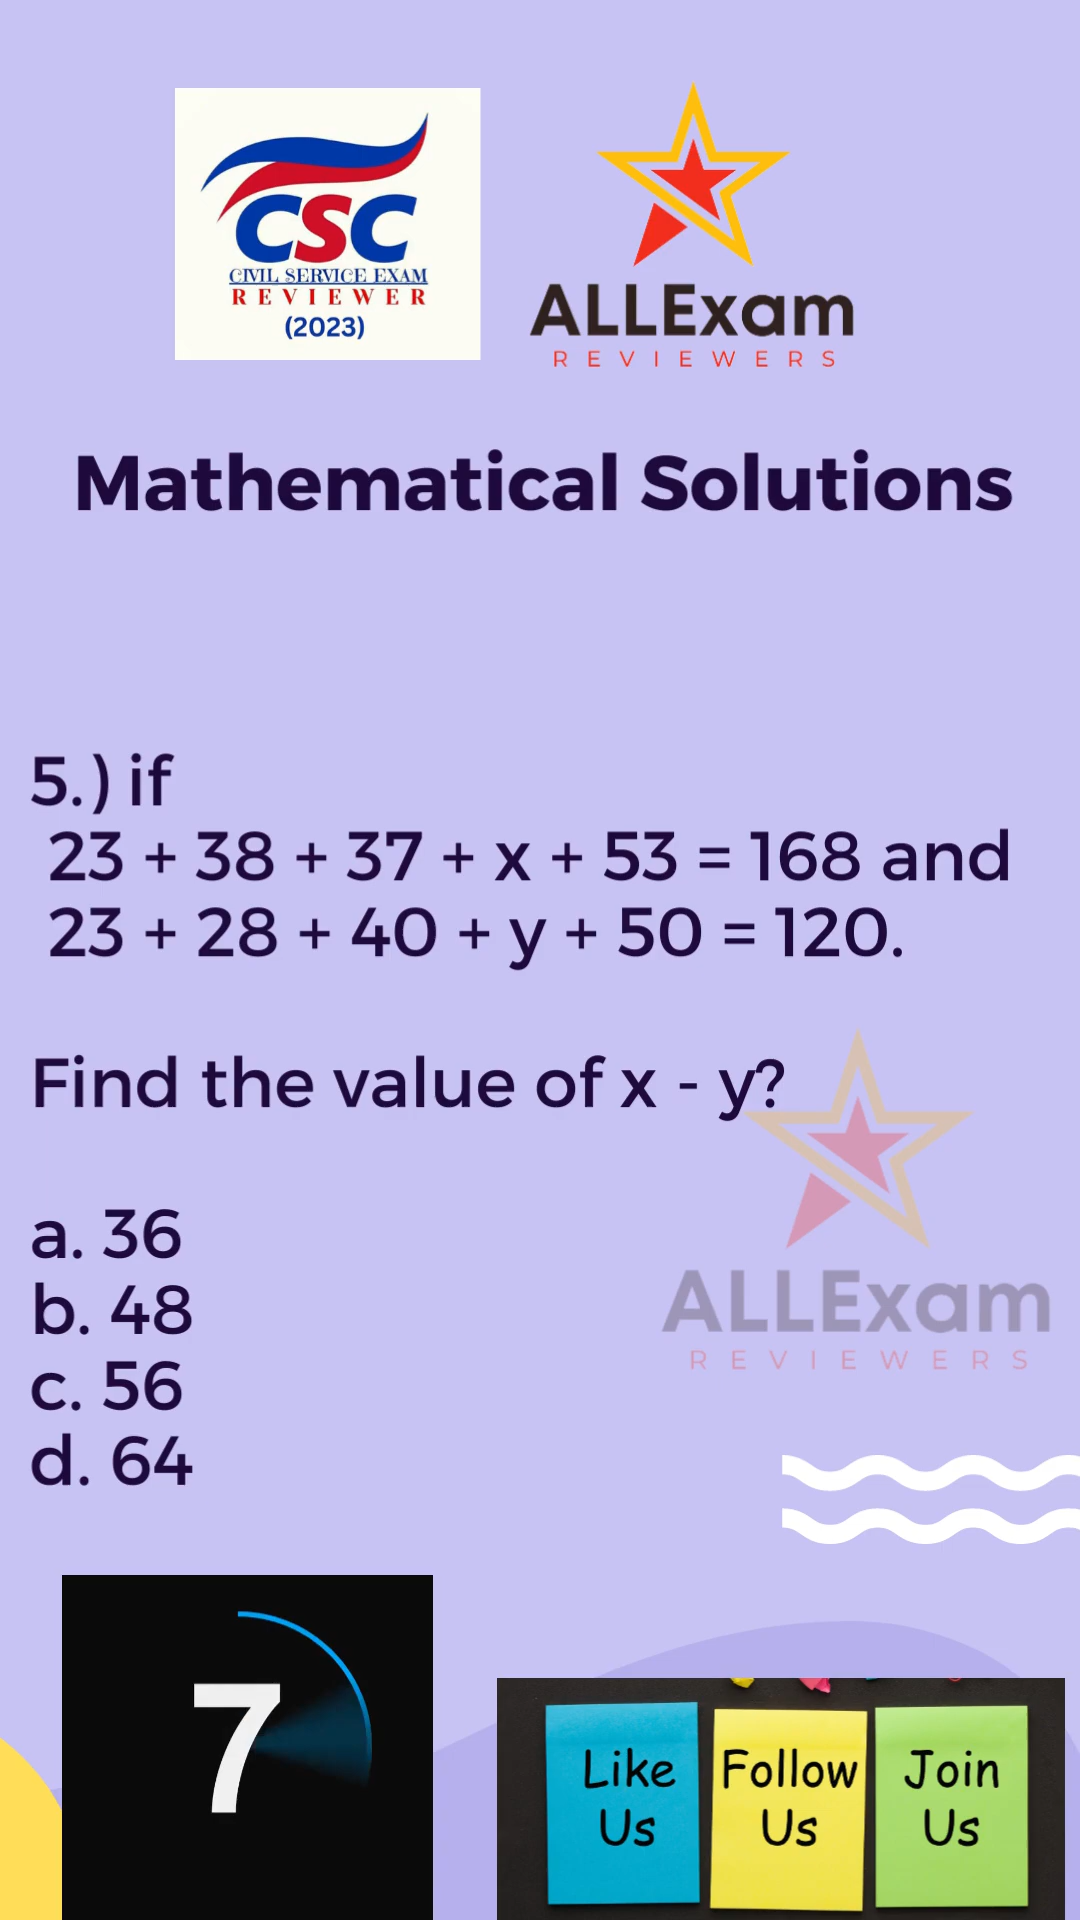 CSC
CIVIL SERVICE EXAM
REVIEWER
(2023)
ALLExam
REVIEWERS
Mathematical Solutions
5.) if
23 + 38 + 37 + x + 53 = 168 and
23 + 28 + 40 + y + 50 = 120.
Find the value of x - y?
a. 36
b. 48
c. 56
d. 64
ALLExam
REVIEWERS
7
Like Us
Follow Us
Join Us